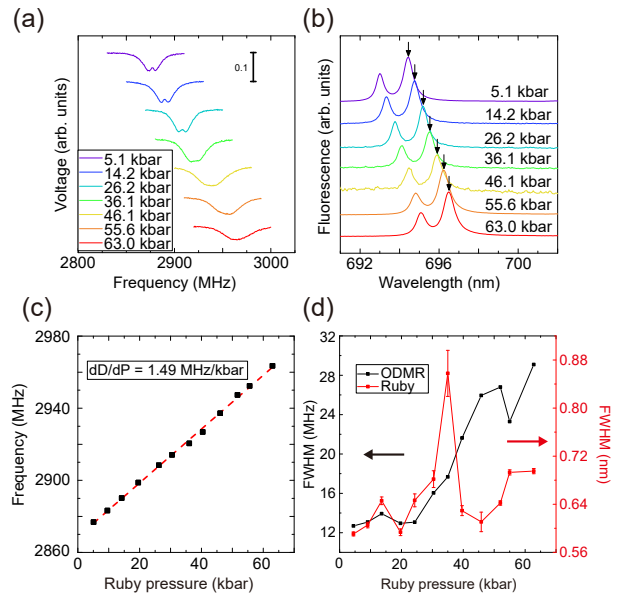 (a)
Voltage (arb. units)
0.1
5.1 kbar
14.2 kbar
26.2 kbar
36.1 kbar
46.1 kbar
55.6 kbar
63.0 kbar
2800 2900 3000
Frequency (MHz)
(b)
Fluorescence (arb. units)
5.1 kbar
14.2 kbar
26.2 kbar
36.1 kbar
46.1 kbar
55.6 kbar
63.0 kbar
692 696 700
Wavelength (nm)
(c)
Frequency (MHz)
2980
2940
2900
2860
dD/dP = 1.49 MHz/kbar
0 20 40 60
Ruby pressure (kbar)
(d)
FWHM (MHz)
32
28
24
20
16
12
ODMR
Ruby
0.88
0.80
0.72
0.64
0.56
FWHM (nm)
0 10 20 30 40 50 60
Ruby pressure (kbar)